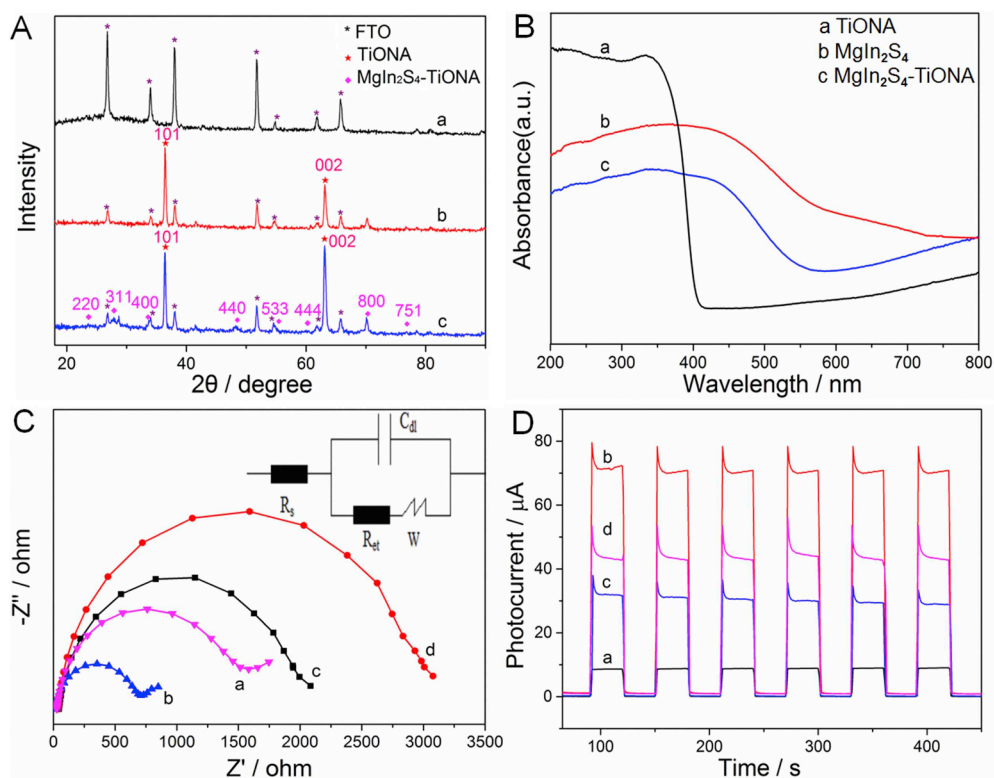 A
* FTO
★ TiONA
◆ MgIn₂S₄-TiONA
a
101
002
b
101
002
220
311
400
440
533
444
800
751
c
Intensity
20 40 60 80
2θ / degree
B
a TiONA
b MgIn₂S₄
c MgIn₂S₄-TiONA
a
b
c
Absorbance(a.u.)
200 300 400 500 600 700 800
Wavelength / nm
C
C_dl
R_s
R_et
W
d
c
a
b
-Z'' / ohm
0 500 1000 1500 2000 2500 3000 3500
Z' / ohm
D
80
60
40
20
0
b
d
c
a
Photocurrent / μA
100 200 300 400
Time / s